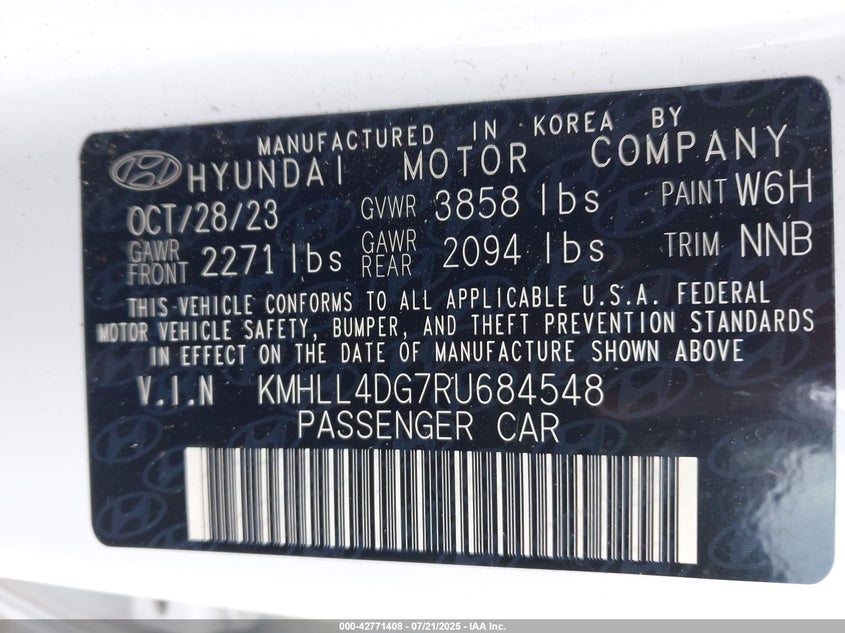 MANUFACTURED IN KOREA BY
HYUNDAI MOTOR COMPANY
OCT/28/23 GVWR 3858 lbs PAINT W6H
GAWR FRONT 2271 lbs GAWR REAR 2094 lbs TRIM NNB
THIS VEHICLE CONFORMS TO ALL APPLICABLE U.S.A. FEDERAL
MOTOR VEHICLE SAFETY, BUMPER, AND THEFT PREVENTION STANDARDS
IN EFFECT ON THE DATE OF MANUFACTURE SHOWN ABOVE
V.I.N KMHLL4DG7RU684548
PASSENGER CAR
000-42771408 - 07/21/2025 - IAA Inc.